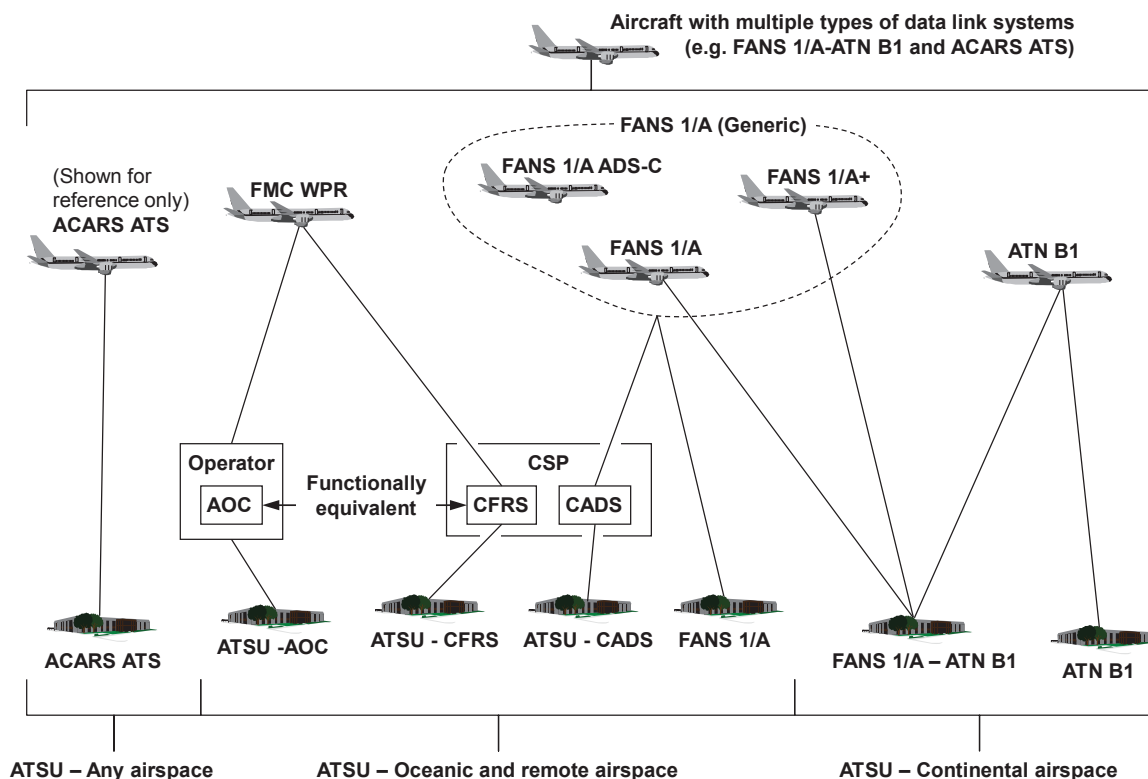 Aircraft with multiple types of data link systems
(e.g. FANS 1/A-ATN B1 and ACARS ATS)
FANS 1/A (Generic)
(Shown for
reference only)
ACARS ATS
FMC WPR
FANS 1/A ADS-C
FANS 1/A+
FANS 1/A
ATN B1
Operator
AOC
Functionally
equivalent
CSP
CFRS
CADS
ACARS ATS
ATSU -AOC
ATSU - CFRS
ATSU - CADS
FANS 1/A
FANS 1/A – ATN B1
ATN B1
ATSU – Any airspace
ATSU – Oceanic and remote airspace
ATSU – Continental airspace